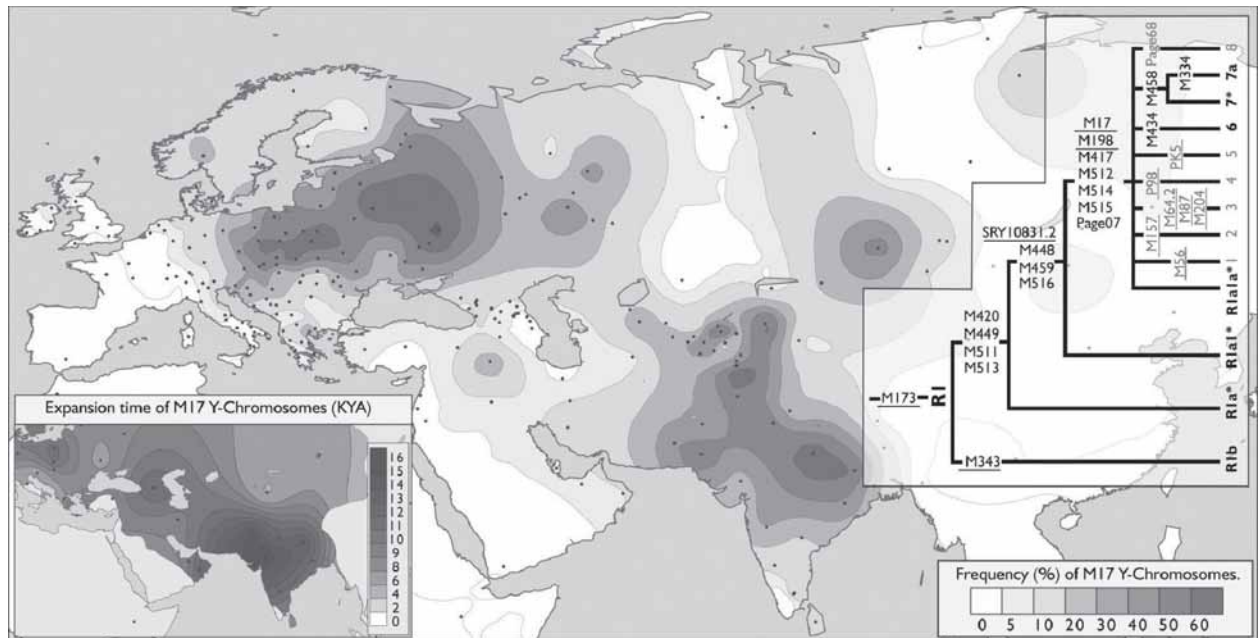 8
Page68
7a
M334
M458
7*
M434
6
M17
M198
M417
M512
M514
M515
Page07
PK5
5
P98
4
M64.2
M87
M204
3
M157
2
M56
1
SRY10831.2
M448
M459
M516
R1a1a*
M420
M449
M511
M513
R1a1*
M173
R1
R1a*
M343
R1b
Expansion time of M17 Y-Chromosomes (KYA)
16
15
14
13
12
11
10
9
8
6
4
2
0
Frequency (%) of M17 Y-Chromosomes.
0 5 10 20 30 40 50 60